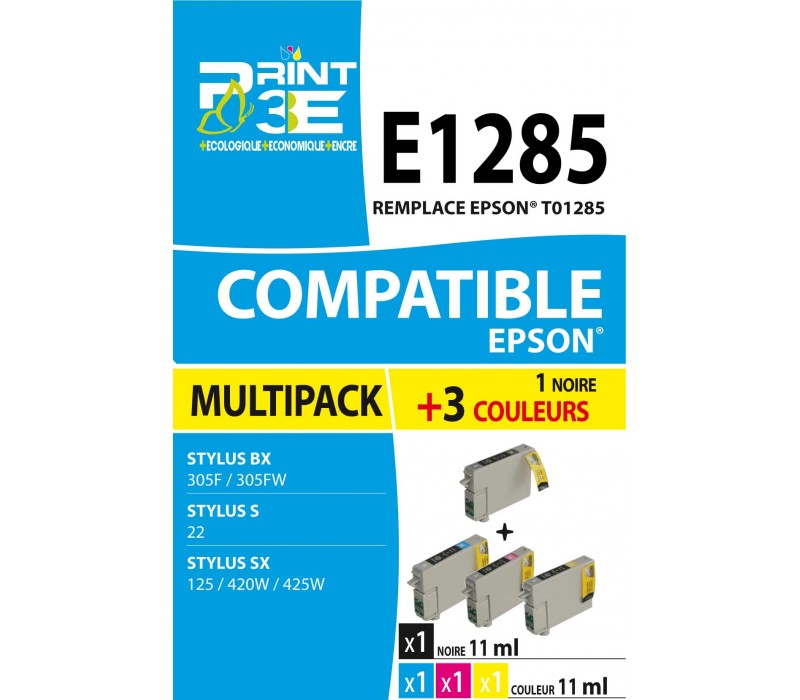 PRINT
3E
+ECOLOGIQUE+ECONOMIQUE+ENCRE
E1285
REMPLACE EPSON® T01285
COMPATIBLE
EPSON®
MULTIPACK
1 NOIRE
+3 COULEURS
STYLUS BX
305F / 305FW
STYLUS S
22
STYLUS SX
125 / 420W / 425W
+
x1 NOIRE 11 ml
x1 x1 x1 COULEUR 11 ml